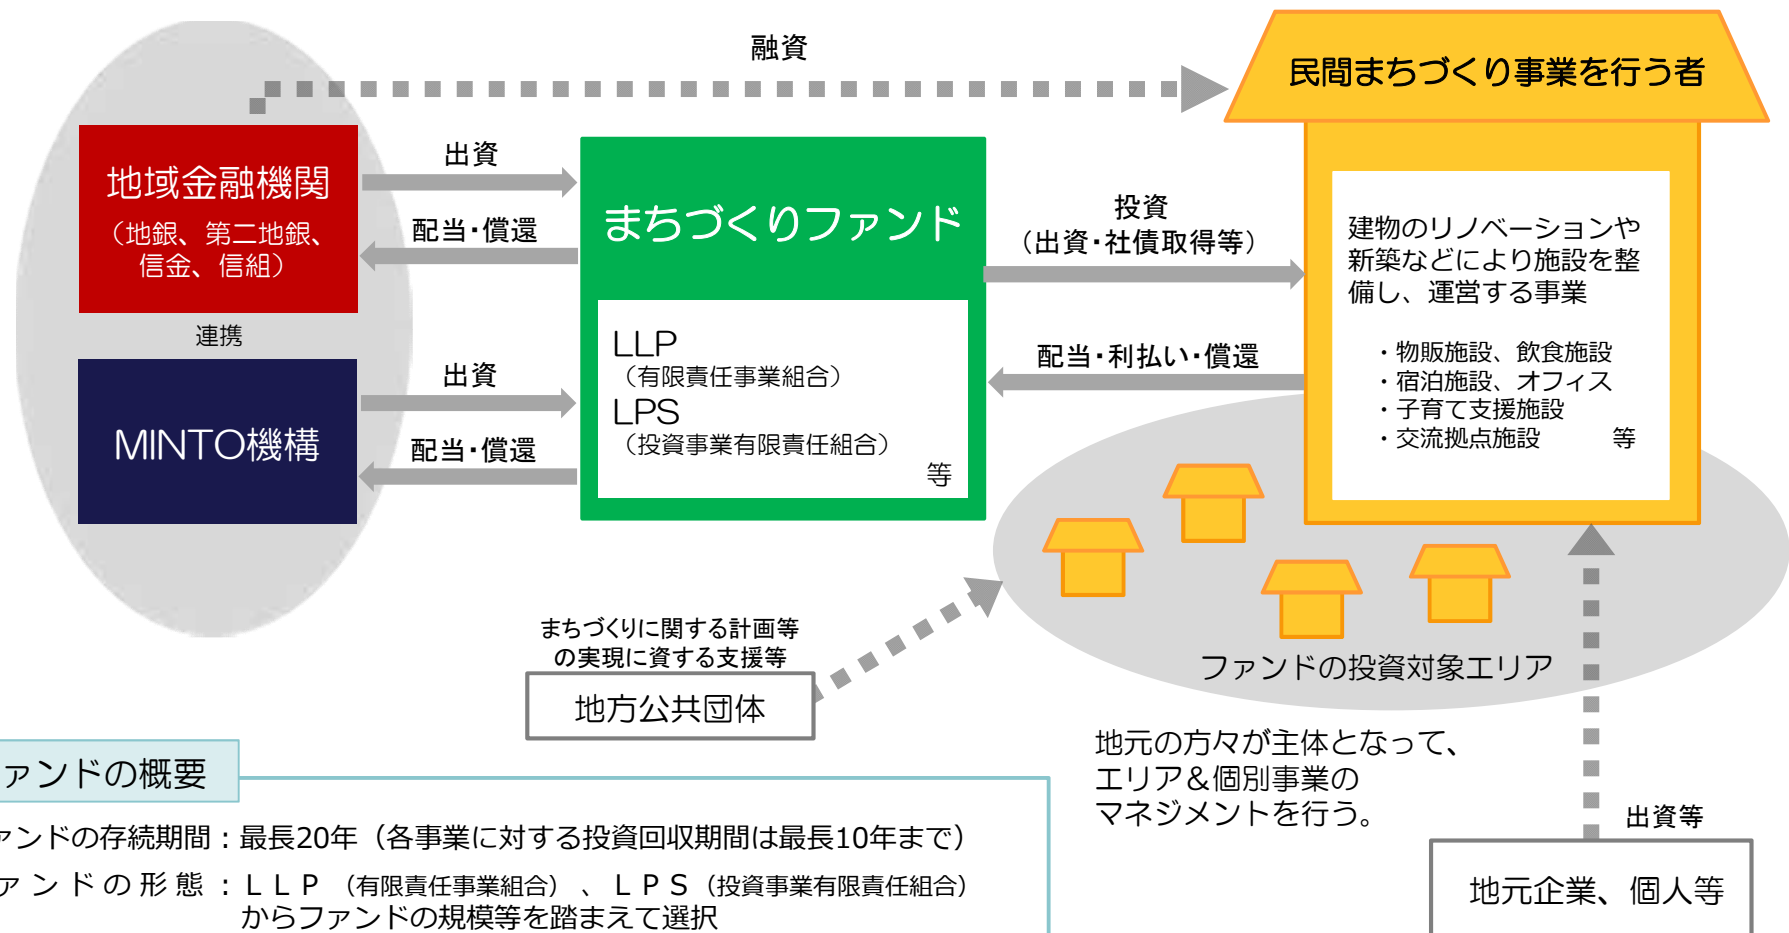 融資
民間まちづくり事業を行う者
地域金融機関
（地銀、第二地銀、
信金、信組）
連携
MINTO機構
出資
配当・償還
出資
配当・償還
まちづくりファンド
LLP
（有限責任事業組合）
LPS
（投資事業有限責任組合）
等
投資
（出資・社債取得等）
配当・利払い・償還
建物のリノベーションや
新築などにより施設を整
備し、運営する事業
・物販施設、飲食施設
・宿泊施設、オフィス
・子育て支援施設
・交流拠点施設　　　等
ファンドの投資対象エリア
まちづくりに関する計画等
の実現に資する支援等
地方公共団体
地元の方々が主体となって、
エリア＆個別事業の
マネジメントを行う。
出資等
地元企業、個人等
ァンドの概要
ァンドの存続期間：最長20年（各事業に対する投資回収期間は最長10年まで）
ァンドの形態：ＬＬＰ（有限責任事業組合）、ＬＰＳ（投資事業有限責任組合）
からファンドの規模等を踏まえて選択